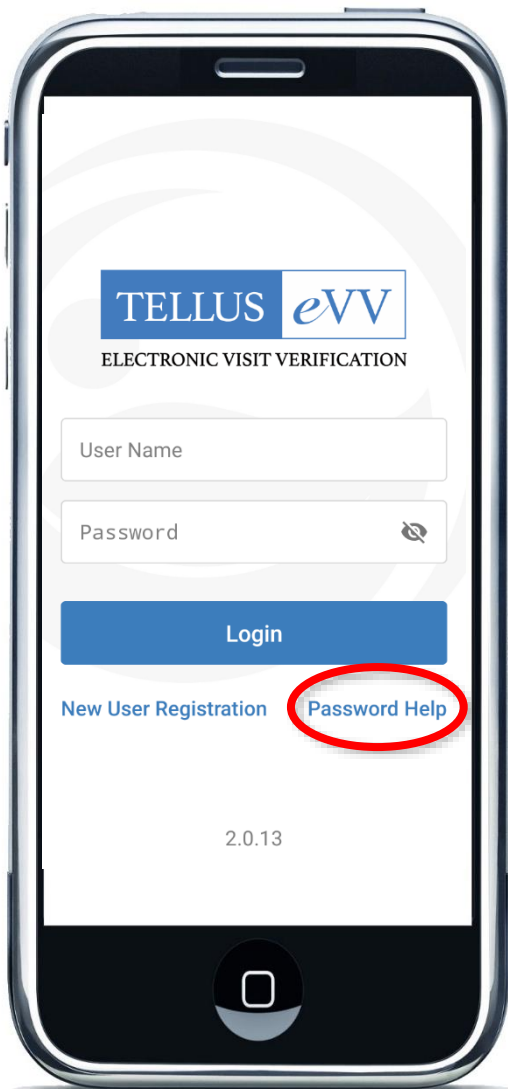 TELLUS eVV
ELECTRONIC VISIT VERIFICATION
User Name
Password
Login
New User Registration Password Help
2.0.13